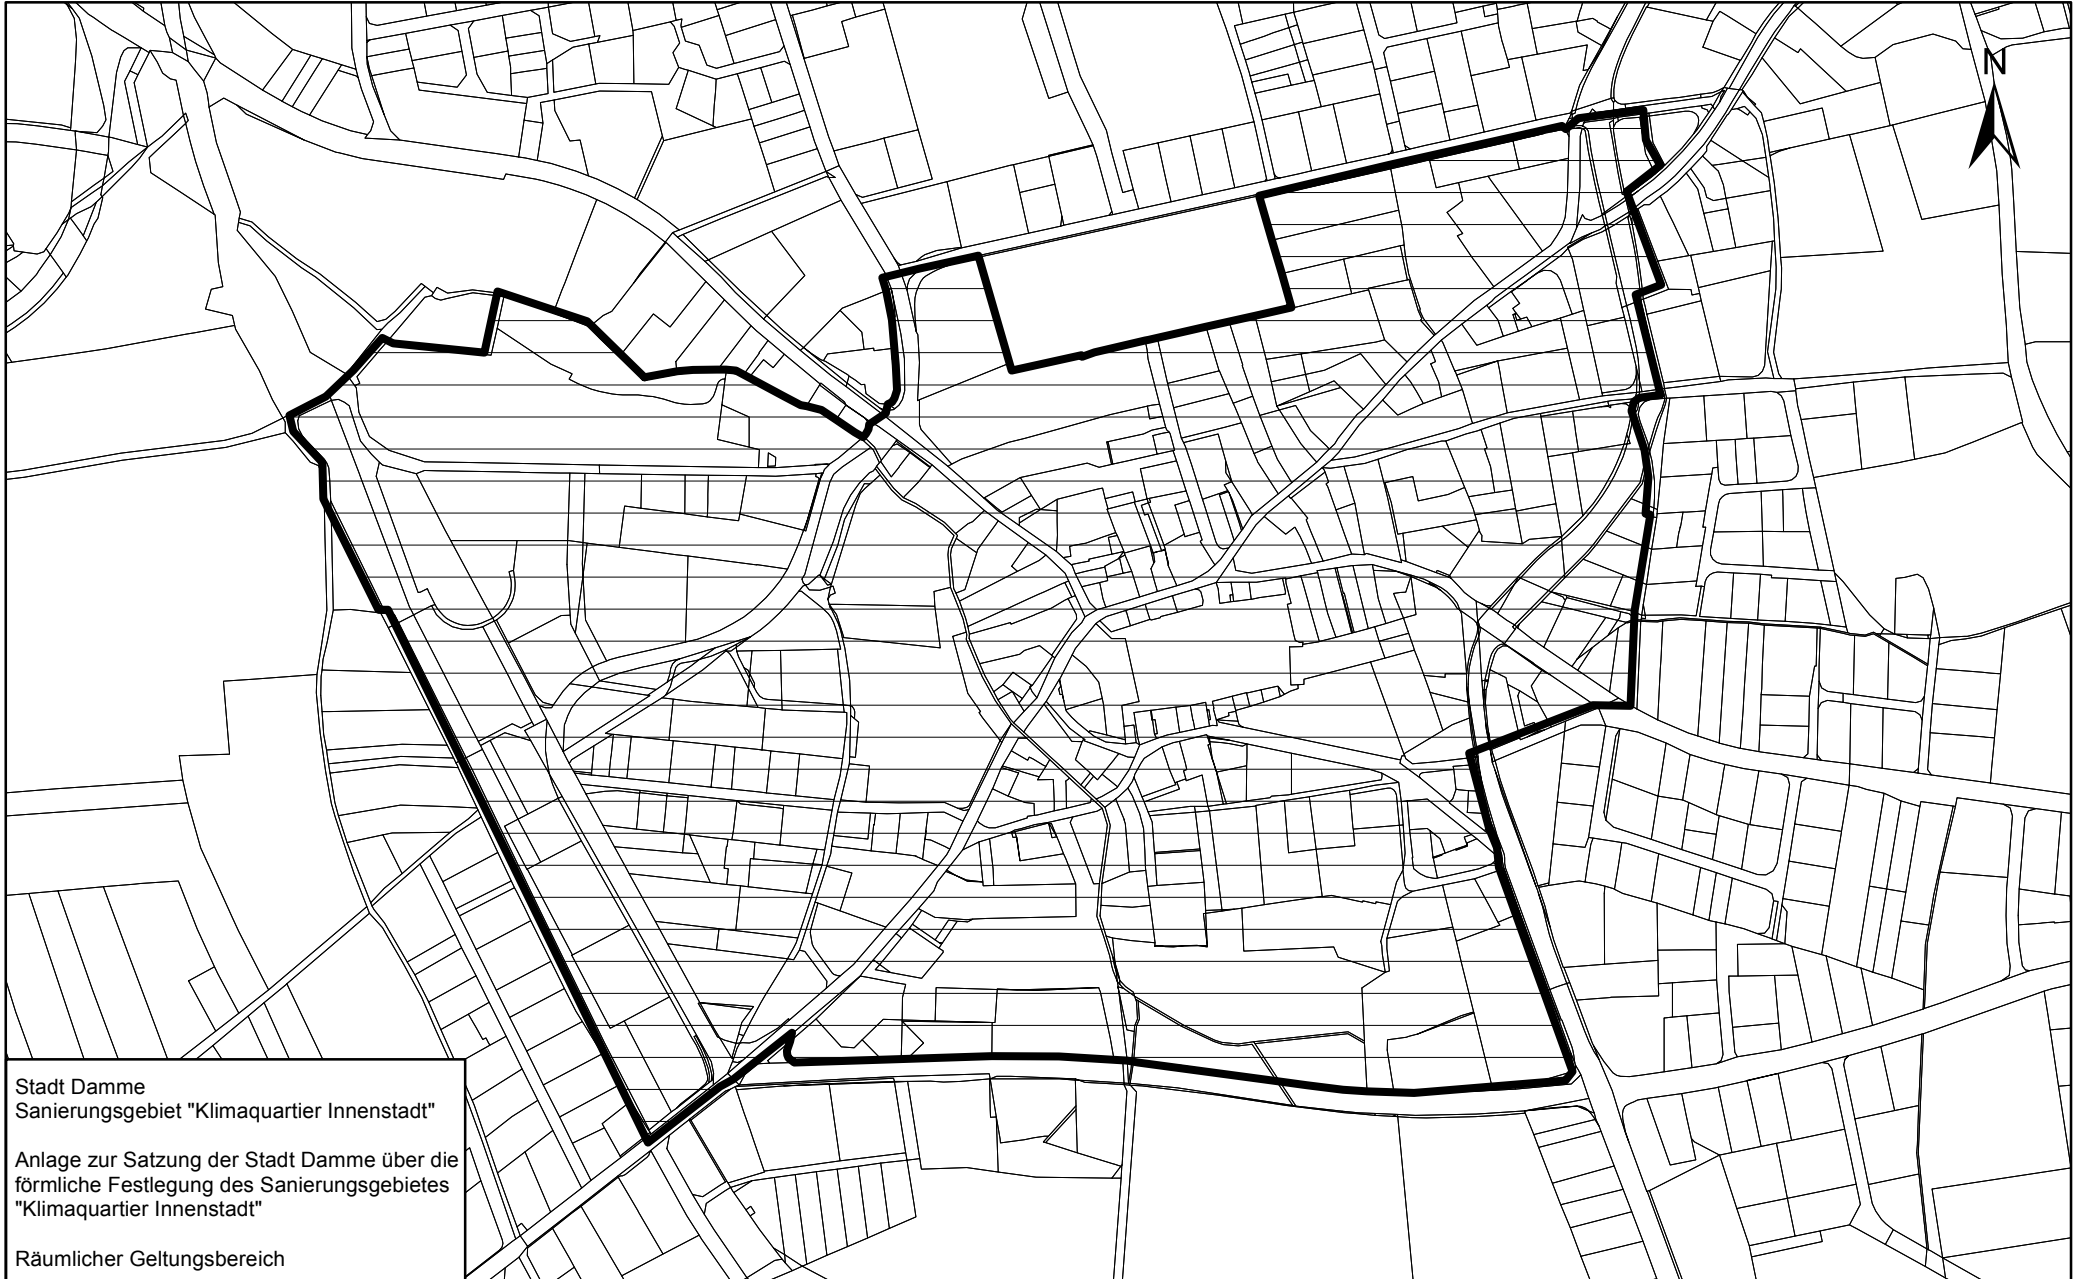 N
Stadt Damme
Sanierungsgebiet "Klimaquartier Innenstadt"
Anlage zur Satzung der Stadt Damme über die
förmliche Festlegung des Sanierungsgebietes
"Klimaquartier Innenstadt"
Räumlicher Geltungsbereich